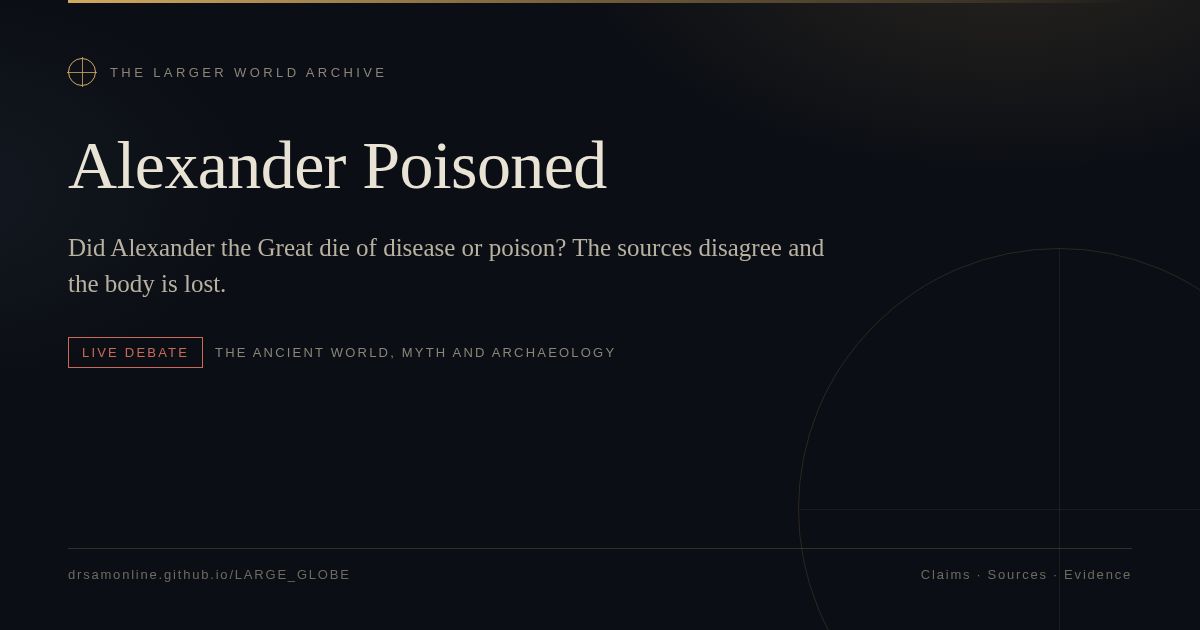 THE LARGER WORLD ARCHIVE
Alexander Poisoned
Did Alexander the Great die of disease or poison? The sources disagree and
the body is lost.
LIVE DEBATE THE ANCIENT WORLD, MYTH AND ARCHAEOLOGY
drsamonline.github.io/LARGE_GLOBE Claims · Sources · Evidence